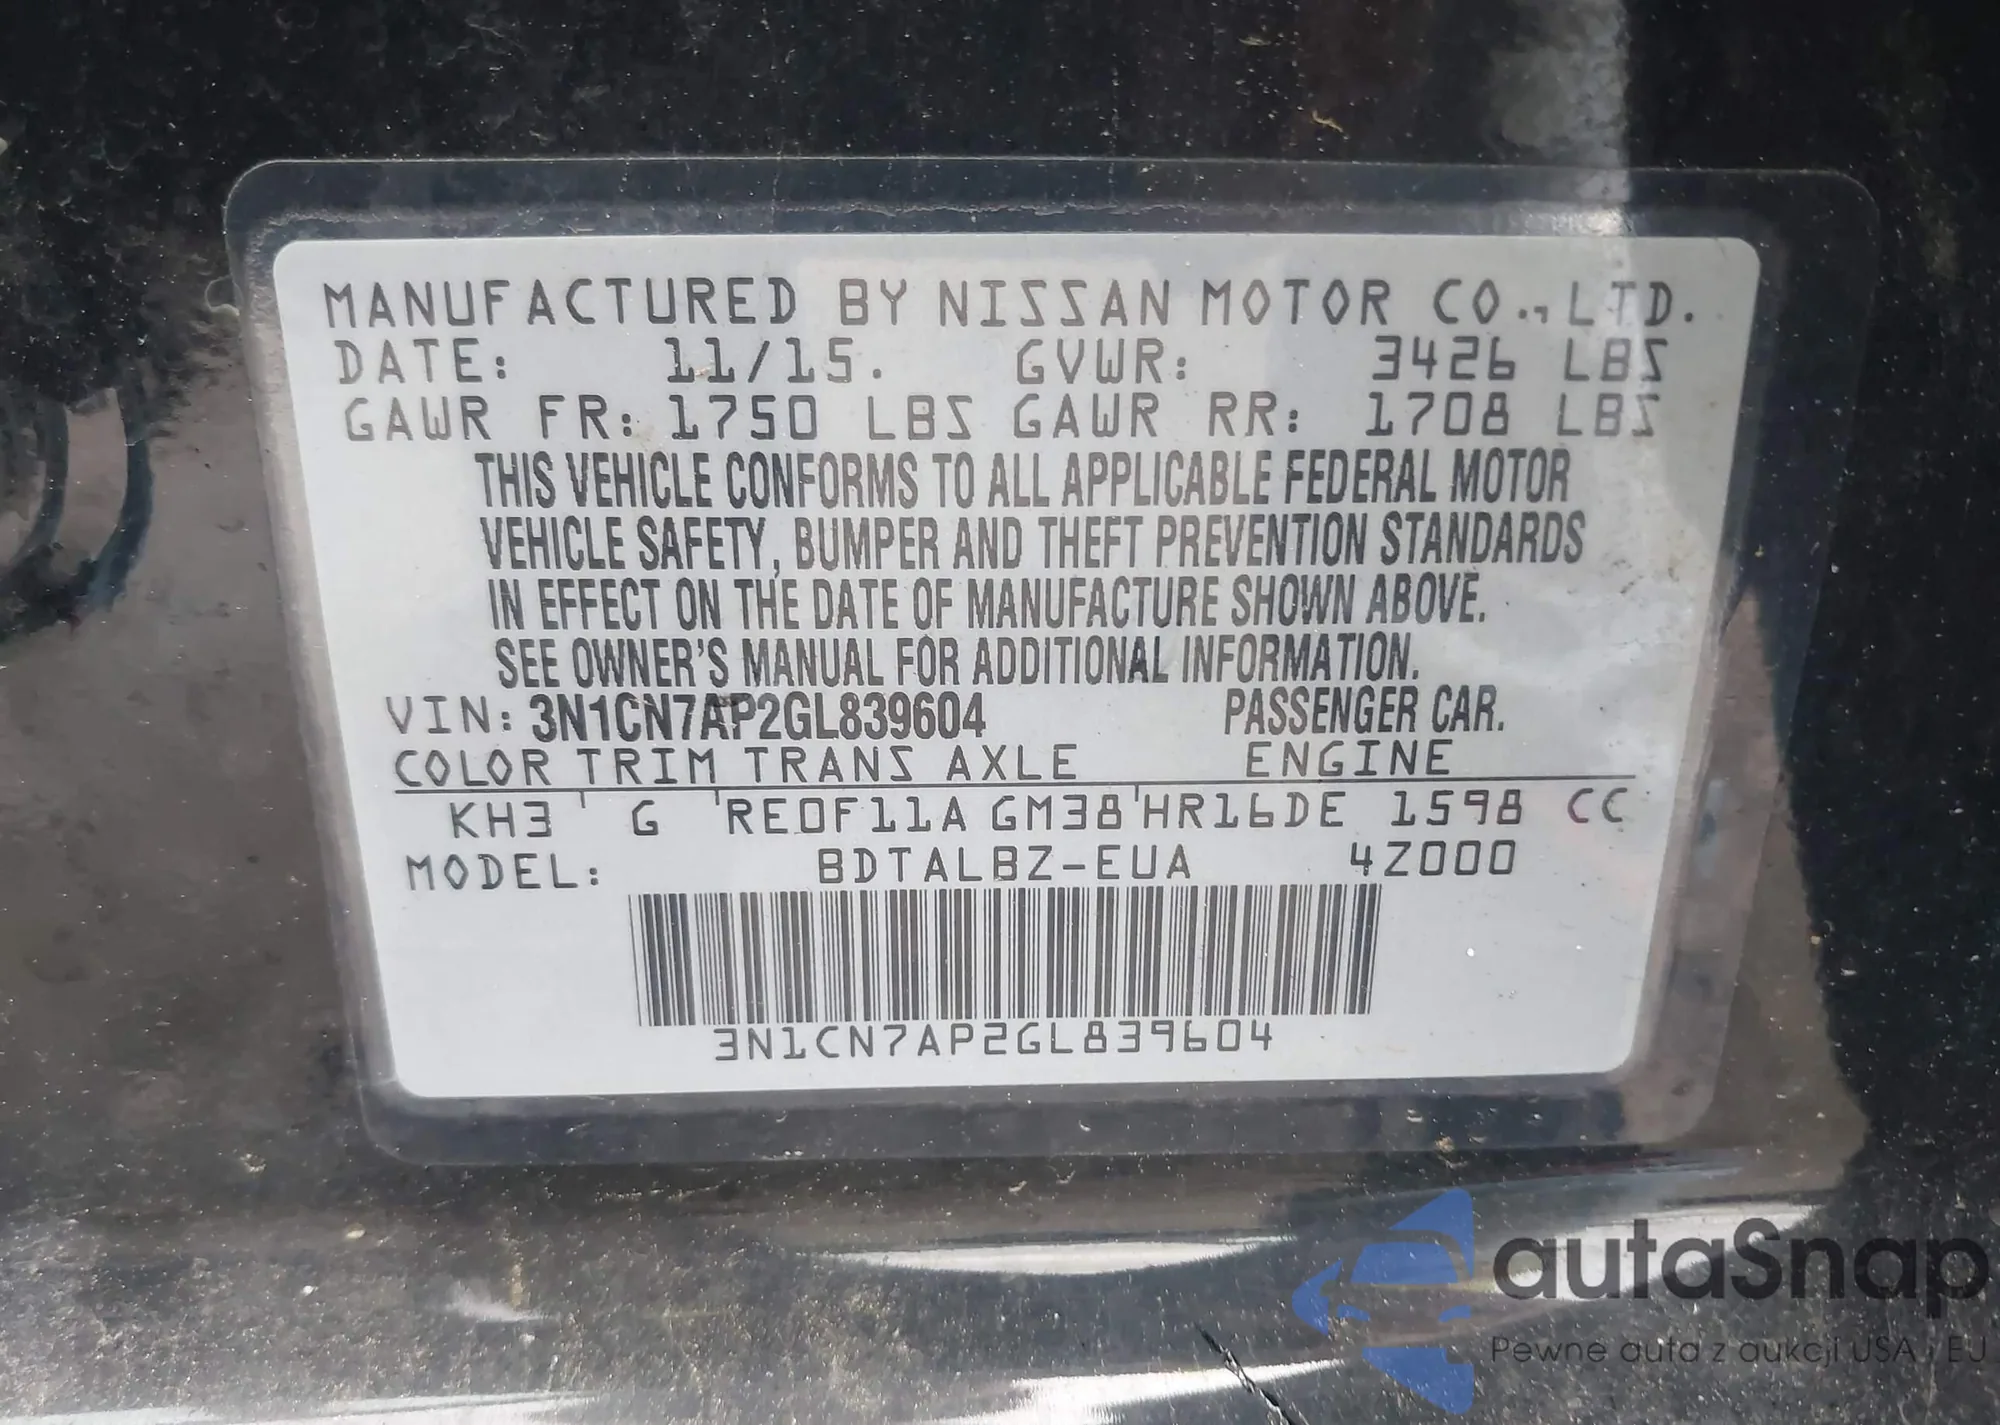 MANUFACTURED BY NISSAN MOTOR CO., LTD.
DATE: 11/15. GVWR: 3426 LBS
GAWR FR: 1750 LBS GAWR RR: 1708 LBS
THIS VEHICLE CONFORMS TO ALL APPLICABLE FEDERAL MOTOR
VEHICLE SAFETY, BUMPER AND THEFT PREVENTION STANDARDS
IN EFFECT ON THE DATE OF MANUFACTURE SHOWN ABOVE.
SEE OWNER'S MANUAL FOR ADDITIONAL INFORMATION.
VIN: 3N1CN7AP2GL839604 PASSENGER CAR.
COLOR TRIM TRANS AXLE ENGINE
KH3 G RE0F11A GM38 HR16DE 1598 CC
MODEL: BDTALBZ-EUA 4Z000
3N1CN7AP2GL839604
autaSnap
Pewne auta z aukcji USA i EU